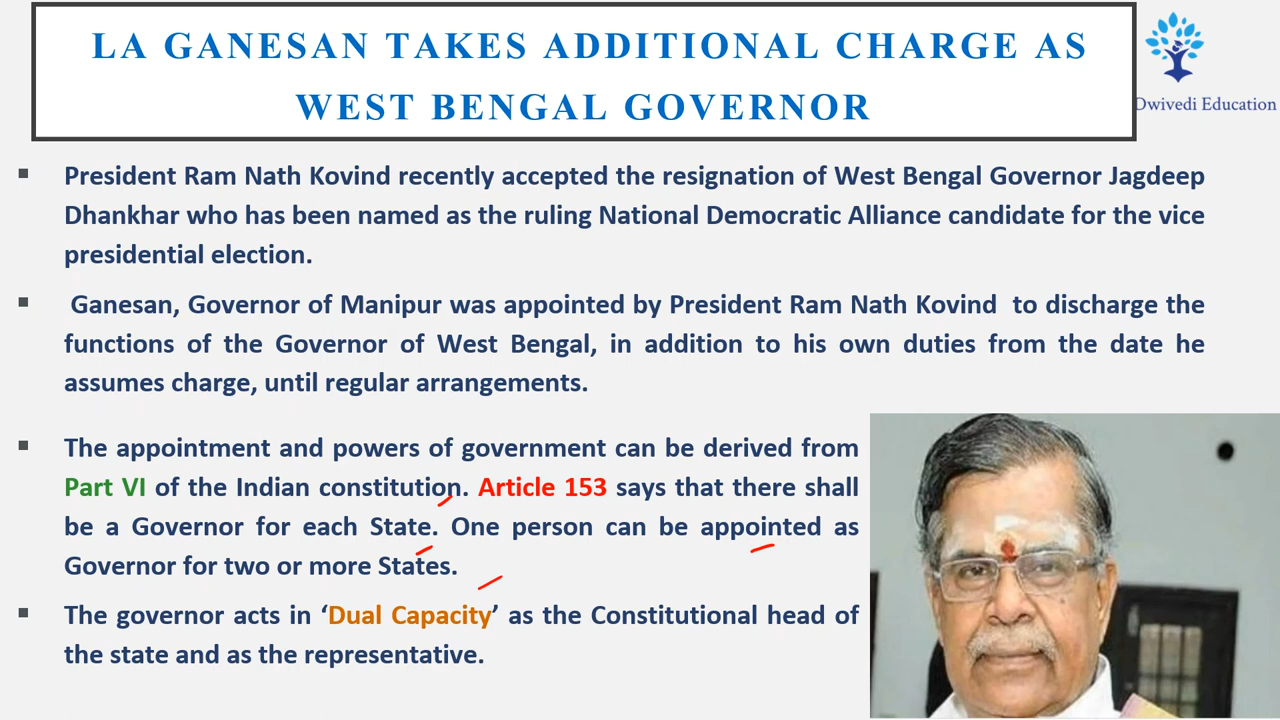 LA GANESAN TAKES ADDITIONAL CHARGE AS
WEST BENGAL GOVERNOR
Dwivedi Education
▪ President Ram Nath Kovind recently accepted the resignation of West Bengal Governor Jagdeep
Dhankhar who has been named as the ruling National Democratic Alliance candidate for the vice
presidential election.
▪ Ganesan, Governor of Manipur was appointed by President Ram Nath Kovind to discharge the
functions of the Governor of West Bengal, in addition to his own duties from the date he
assumes charge, until regular arrangements.
▪ The appointment and powers of government can be derived from
Part VI of the Indian constitution. Article 153 says that there shall
be a Governor for each State. One person can be appointed as
Governor for two or more States.
▪ The governor acts in ‘Dual Capacity’ as the Constitutional head of
the state and as the representative.